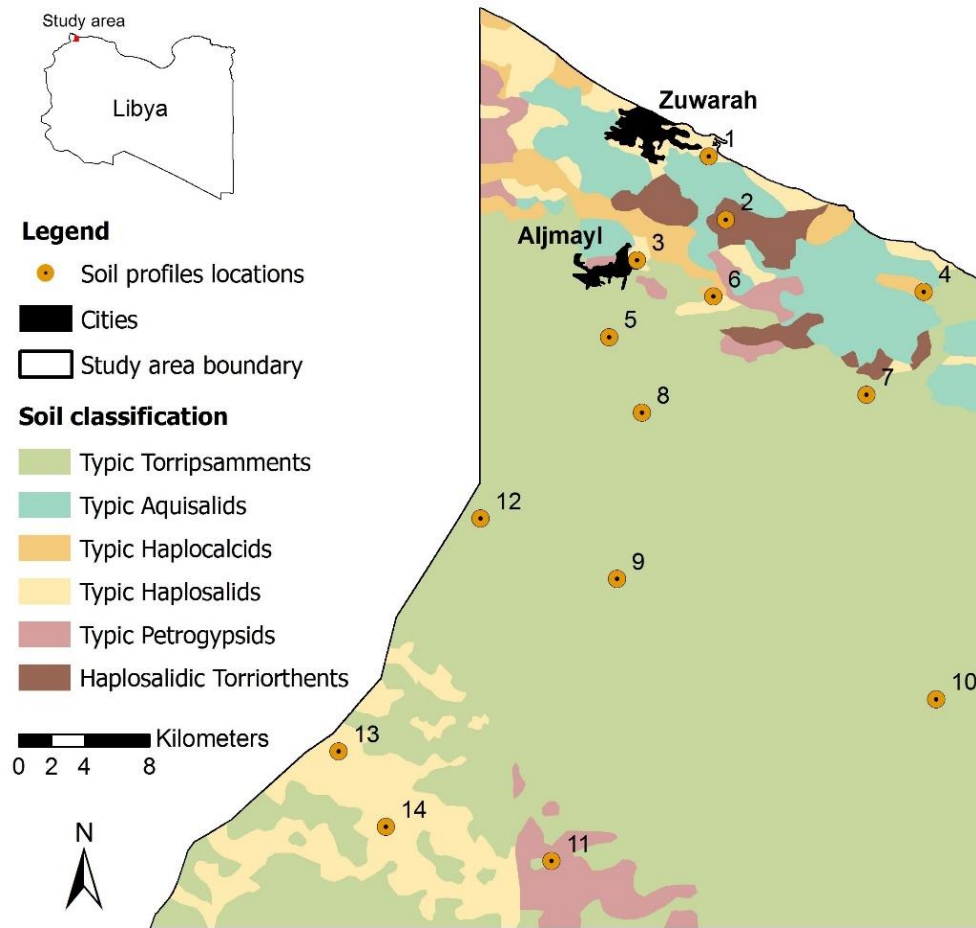 Study area
Libya
Legend
Soil profiles locations
Cities
Study area boundary
Soil classification
Typic Torripsamments
Typic Aquisalids
Typic Haplocalcids
Typic Haplosalids
Typic Petrogypsids
Haplosalidic Torriorthents
Kilometers
0 2 4 8
N
Zuwarah
1
2
Aljmayl
3
4
6
5
7
8
12
9
10
13
14
11